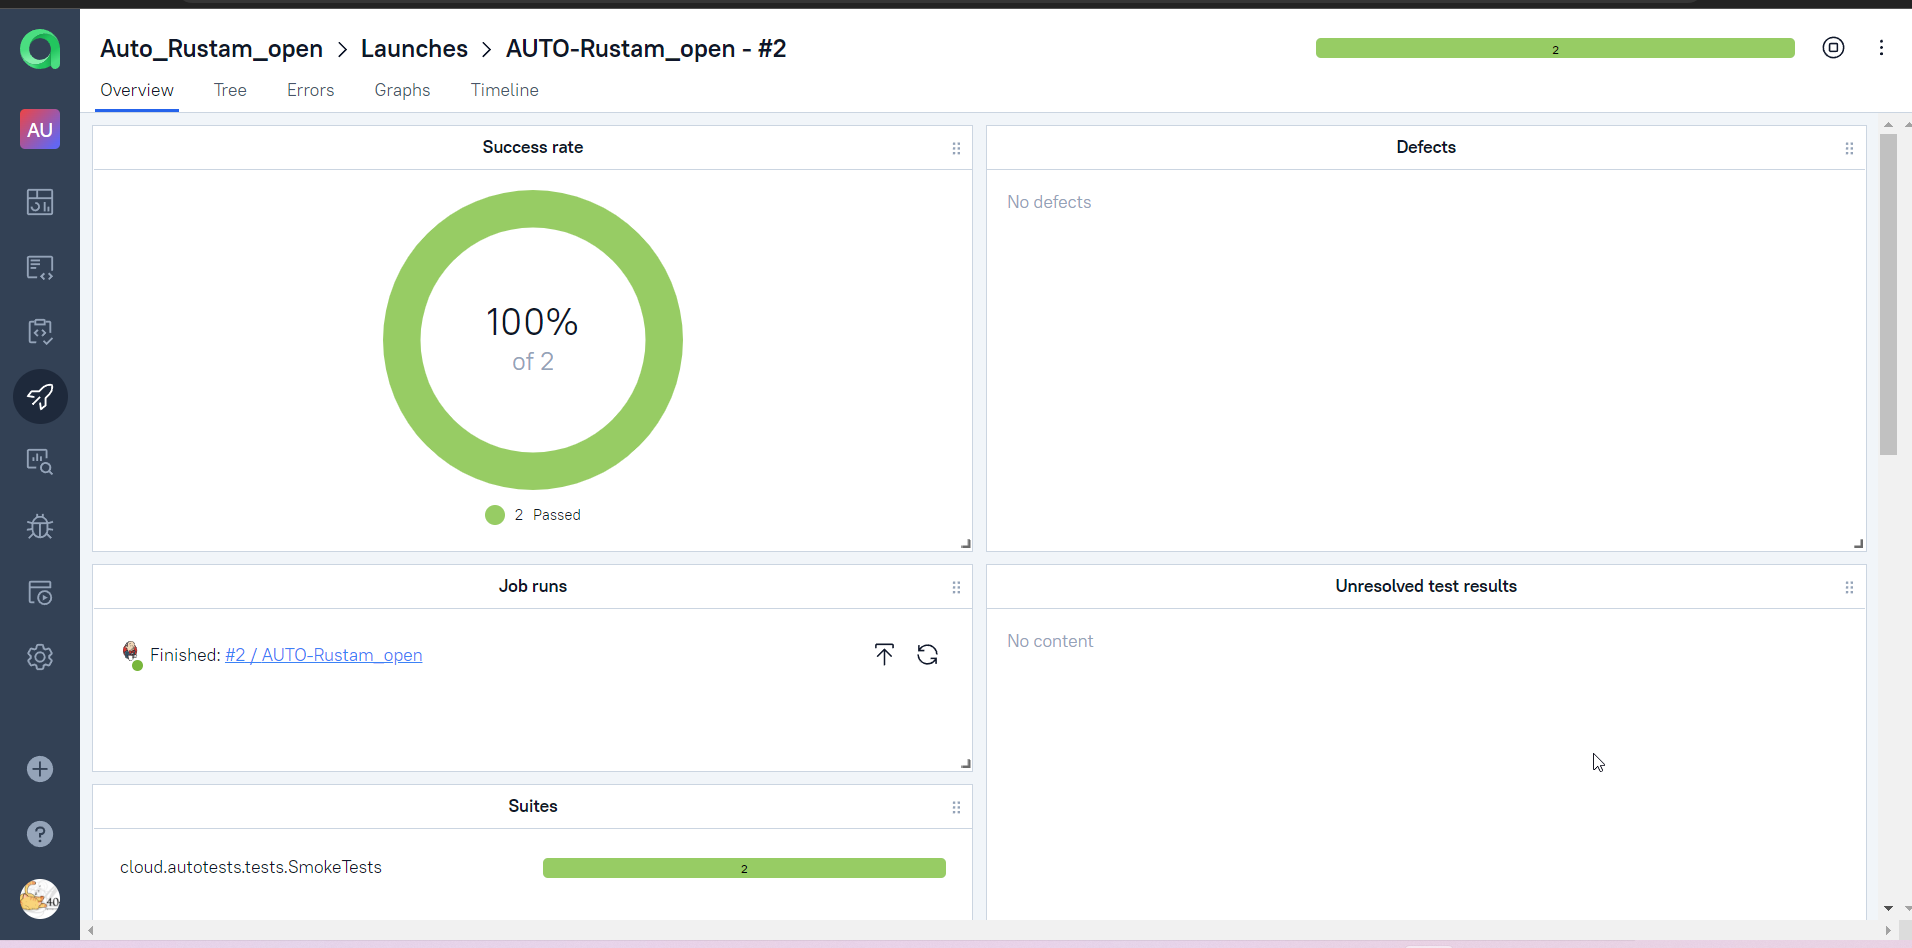 Auto_Rustam_open > Launches > AUTO-Rustam_open - #2
2
Overview Tree Errors Graphs Timeline
AU
Success rate
100%
of 2
2 Passed
Defects
No defects
Job runs
Finished: #2 / AUTO-Rustam_open
Unresolved test results
No content
Suites
cloud.autotests.tests.SmokeTests
2
40